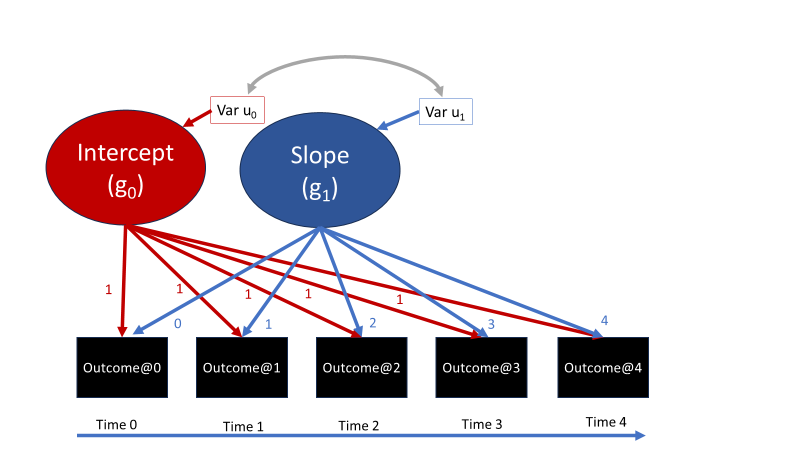 Var u0
Var u1
Intercept
(g0)
Slope
(g1)
1
1
1
1
1
0
1
2
3
4
Outcome@0
Outcome@1
Outcome@2
Outcome@3
Outcome@4
Time 0
Time 1
Time 2
Time 3
Time 4